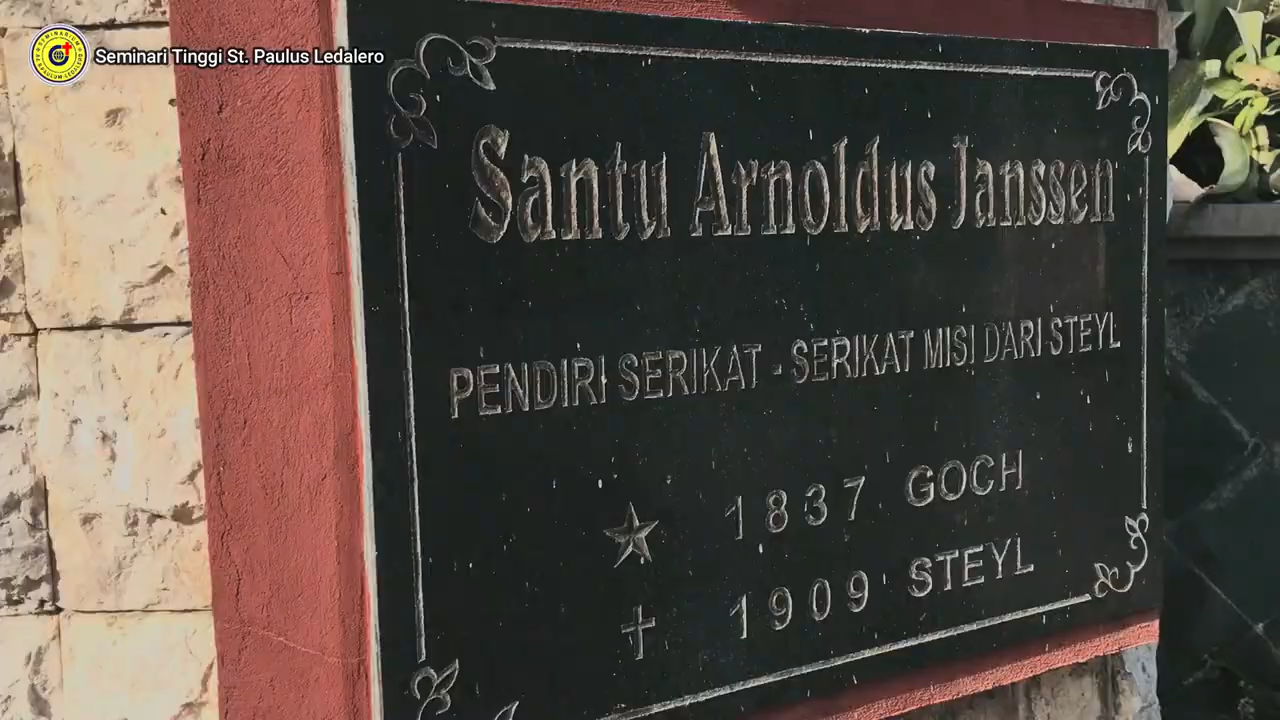 Seminari Tinggi St. Paulus Ledalero
Santu Arnoldus Janssen
PENDIRI SERIKAT - SERIKAT MISI DARI STEYL
1837 GOCH
1909 STEYL